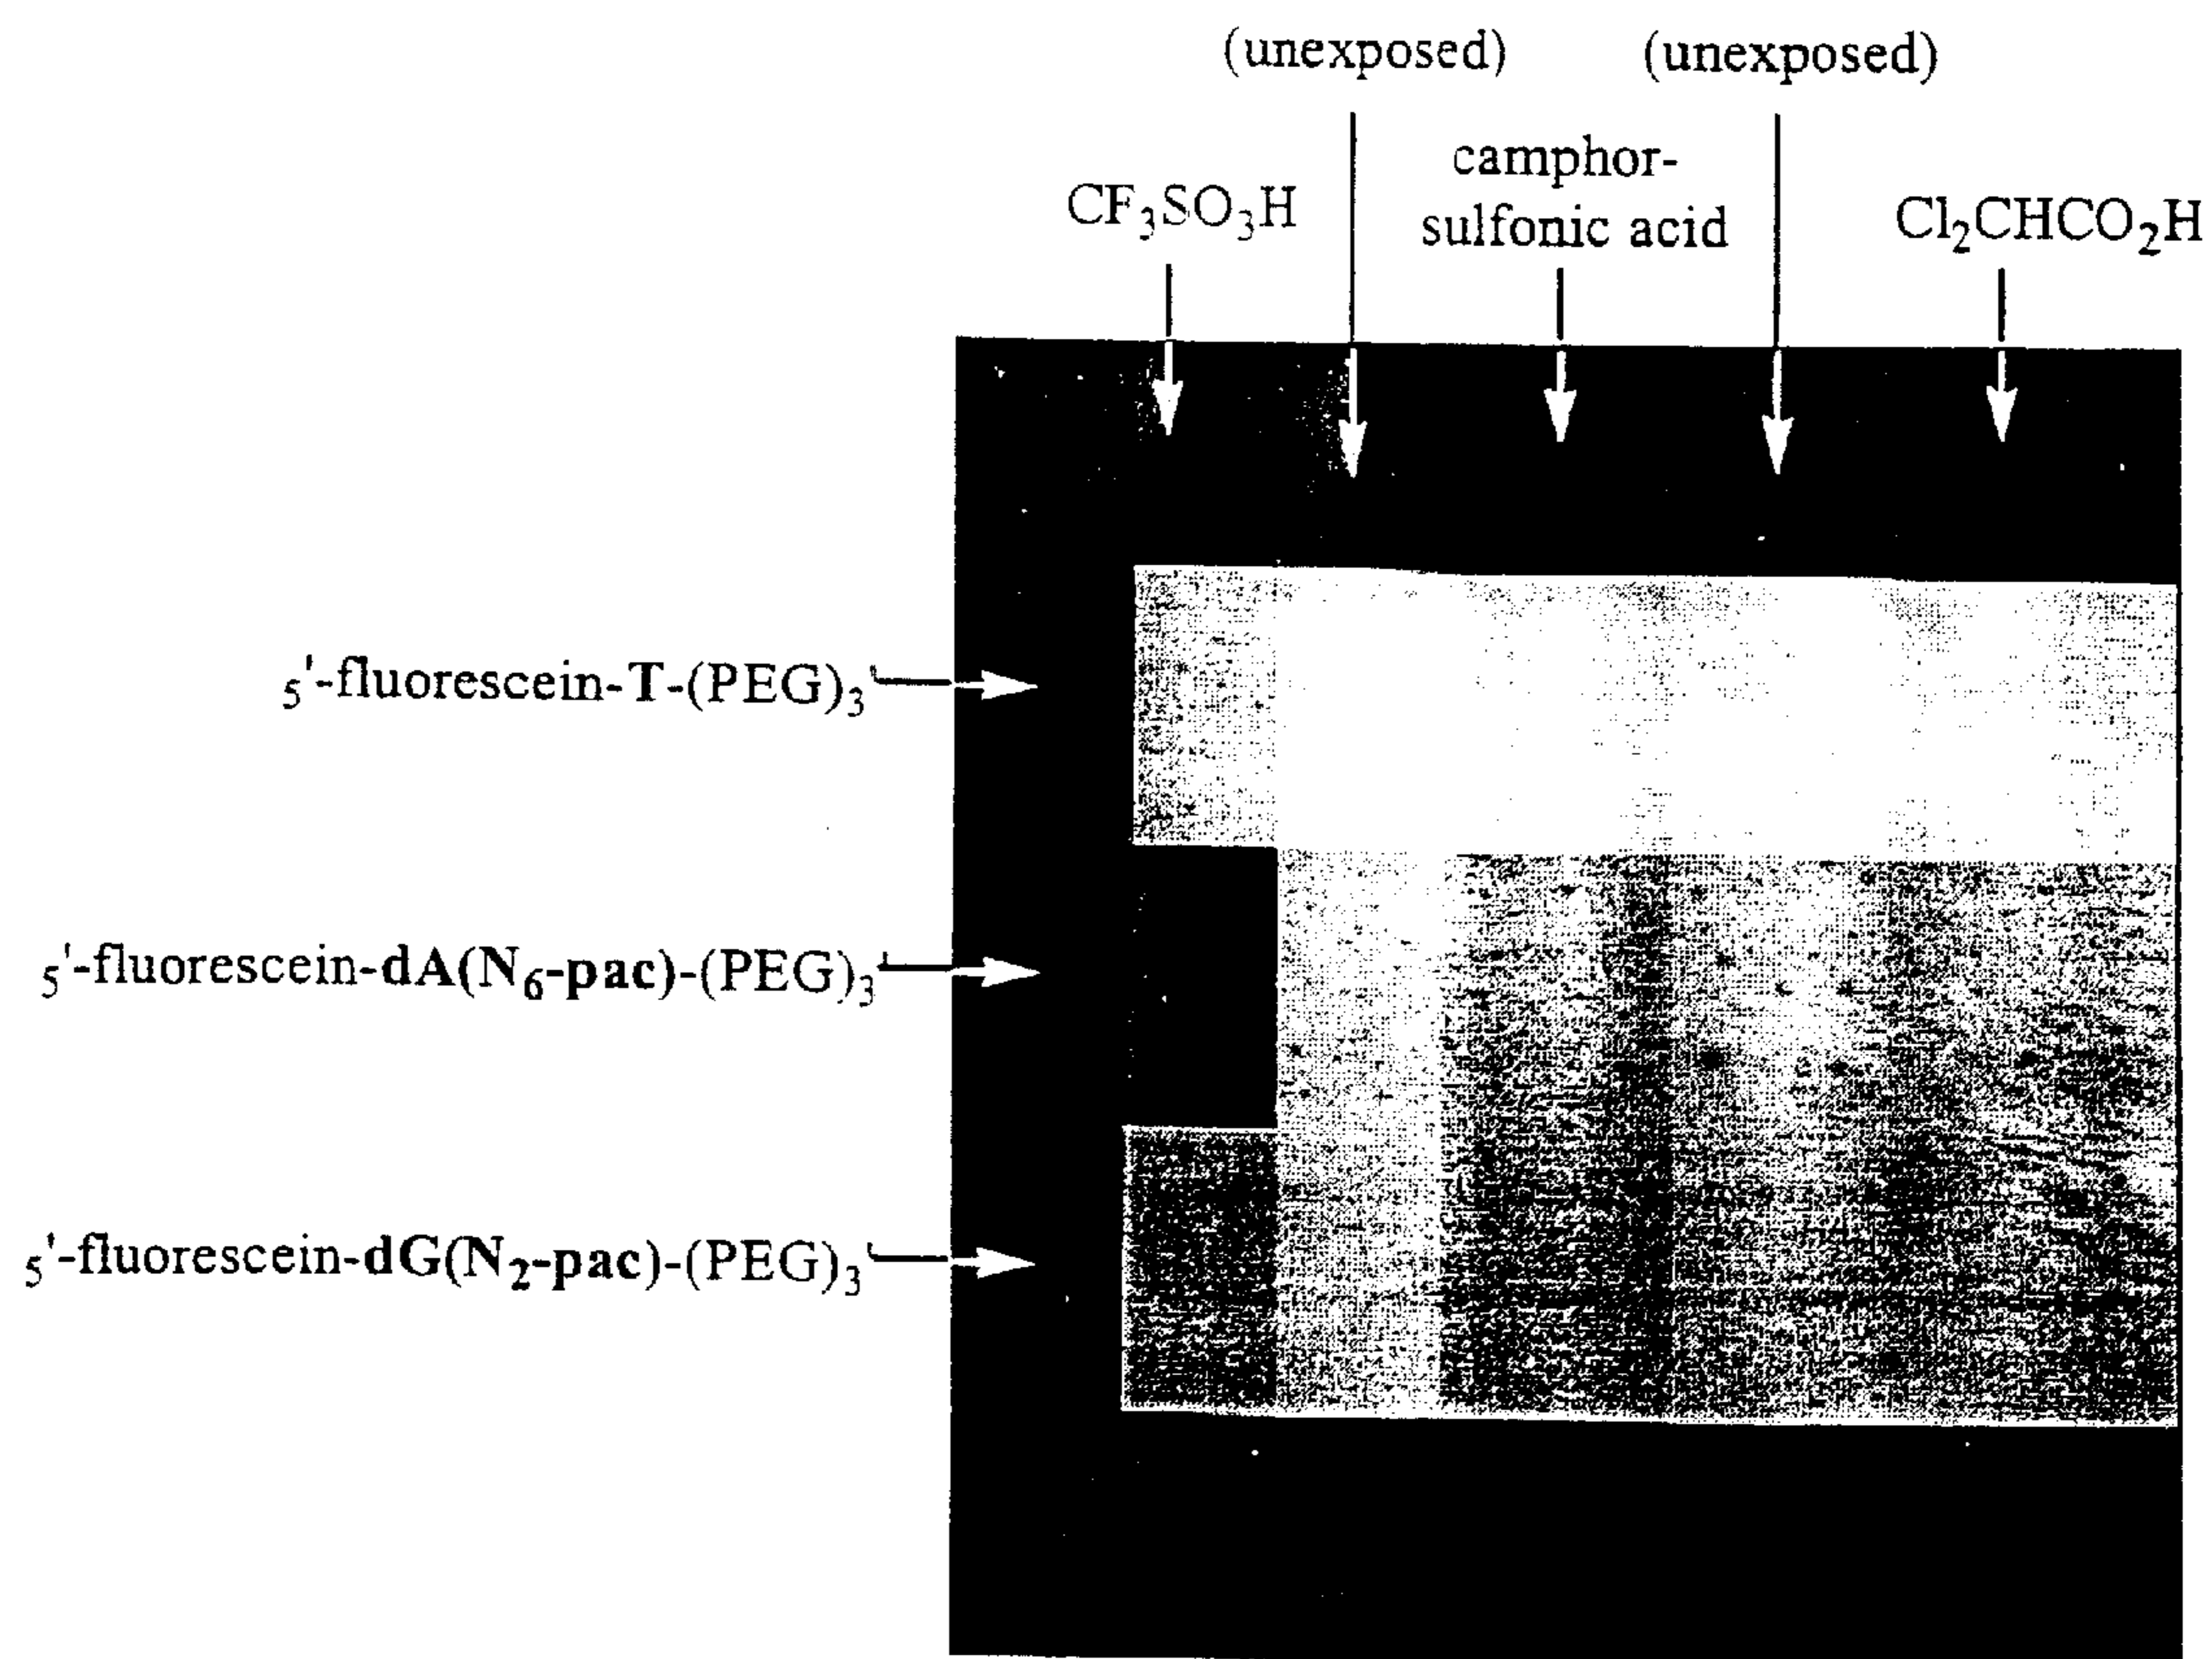 (unexposed) (unexposed)
camphor-
CF3SO3H sulfonic acid Cl2CHCO2H
5'-fluorescein-T-(PEG)3'
5'-fluorescein-dA(N6-pac)-(PEG)3'
5'-fluorescein-dG(N2-pac)-(PEG)3'